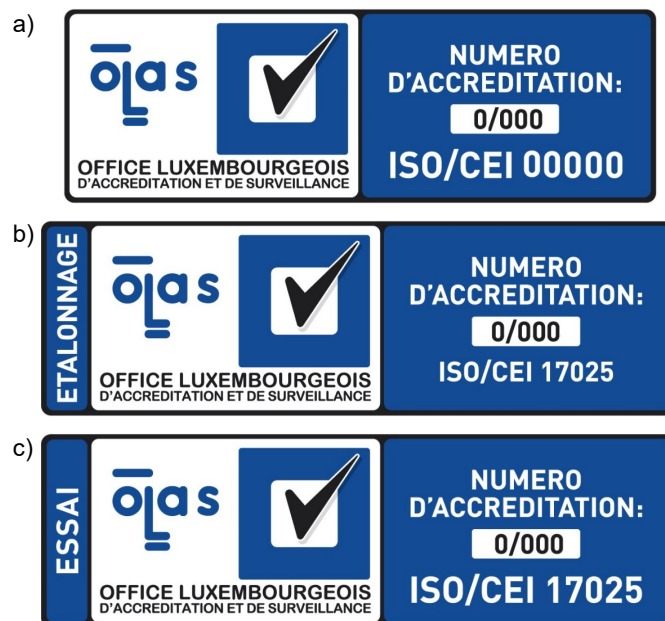 a)
olas
OFFICE LUXEMBOURGEOIS
D'ACCREDITATION ET DE SURVEILLANCE
NUMERO
D'ACCREDITATION:
0/000
ISO/CEI 00000
b)
ETALONNAGE
olas
OFFICE LUXEMBOURGEOIS
D'ACCREDITATION ET DE SURVEILLANCE
NUMERO
D'ACCREDITATION:
0/000
ISO/CEI 17025
c)
ESSAI
olas
OFFICE LUXEMBOURGEOIS
D'ACCREDITATION ET DE SURVEILLANCE
NUMERO
D'ACCREDITATION:
0/000
ISO/CEI 17025